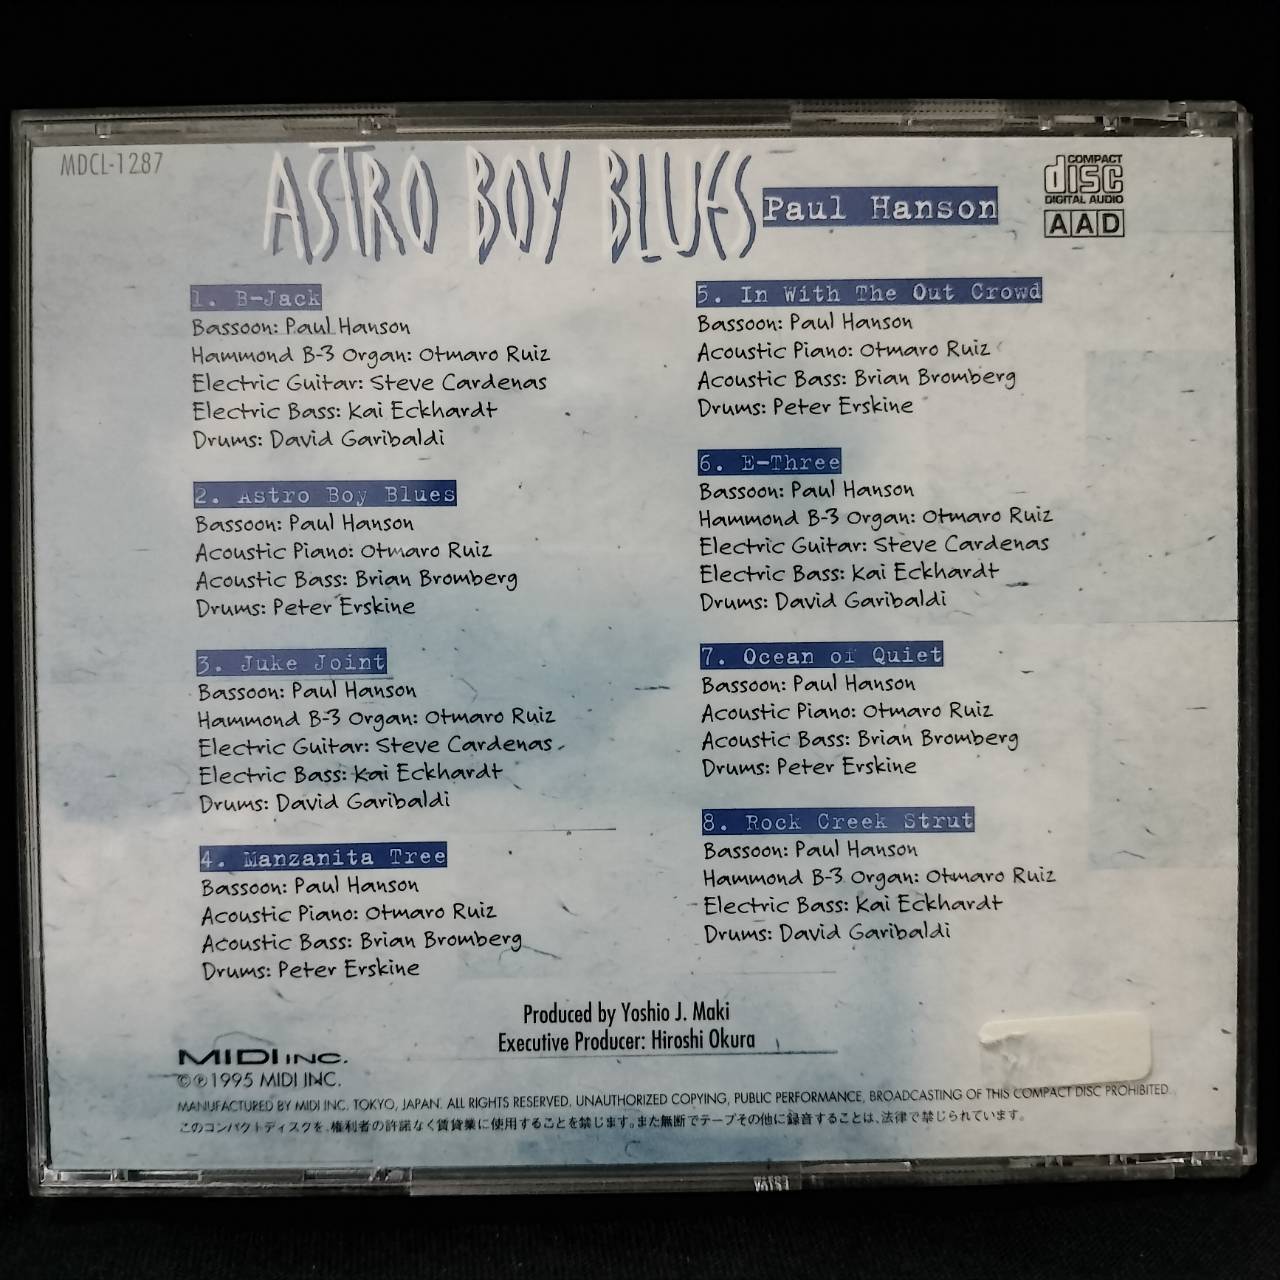 MDCL-1287
ASTRO BOY BLUES
Paul Hanson
COMPACT
disc
DIGITAL AUDIO
AAD
1. B-Jack
Bassoon: Paul Hanson
Hammond B-3 Organ: Otmaro Ruiz
Electric Guitar: Steve Cardenas
Electric Bass: Kai Eckhardt
Drums: David Garibaldi
2. Astro Boy Blues
Bassoon: Paul Hanson
Acoustic Piano: Otmaro Ruiz
Acoustic Bass: Brian Bromberg
Drums: Peter Erskine
3. Juke Joint
Bassoon: Paul Hanson
Hammond B-3 Organ: Otmaro Ruiz
Electric Guitar: Steve Cardenas
Electric Bass: Kai Eckhardt
Drums: David Garibaldi
4. Manzanita Tree
Bassoon: Paul Hanson
Acoustic Piano: Otmaro Ruiz
Acoustic Bass: Brian Bromberg
Drums: Peter Erskine
5. In With The Out Crowd
Bassoon: Paul Hanson
Acoustic Piano: Otmaro Ruiz
Acoustic Bass: Brian Bromberg
Drums: Peter Erskine
6. E-Three
Bassoon: Paul Hanson
Hammond B-3 Organ: Otmaro Ruiz
Electric Guitar: Steve Cardenas
Electric Bass: Kai Eckhardt
Drums: David Garibaldi
7. Ocean of Quiet
Bassoon: Paul Hanson
Acoustic Piano: Otmaro Ruiz
Acoustic Bass: Brian Bromberg
Drums: Peter Erskine
8. Rock Creek Strut
Bassoon: Paul Hanson
Hammond B-3 Organ: Otmaro Ruiz
Electric Bass: Kai Eckhardt
Drums: David Garibaldi
Produced by Yoshio J. Maki
Executive Producer: Hiroshi Okura
MIDI INC.
©℗1995 MIDI INC.
MANUFACTURED BY MIDI INC. TOKYO, JAPAN. ALL RIGHTS RESERVED. UNAUTHORIZED COPYING, PUBLIC PERFORMANCE, BROADCASTING OF THIS COMPACT DISC PROHIBITED.
このコンパクトディスクを、権利者の許諾なく賃貸業に使用することを禁じます。また無断でテープその他に録音することは、法律で禁じられています。